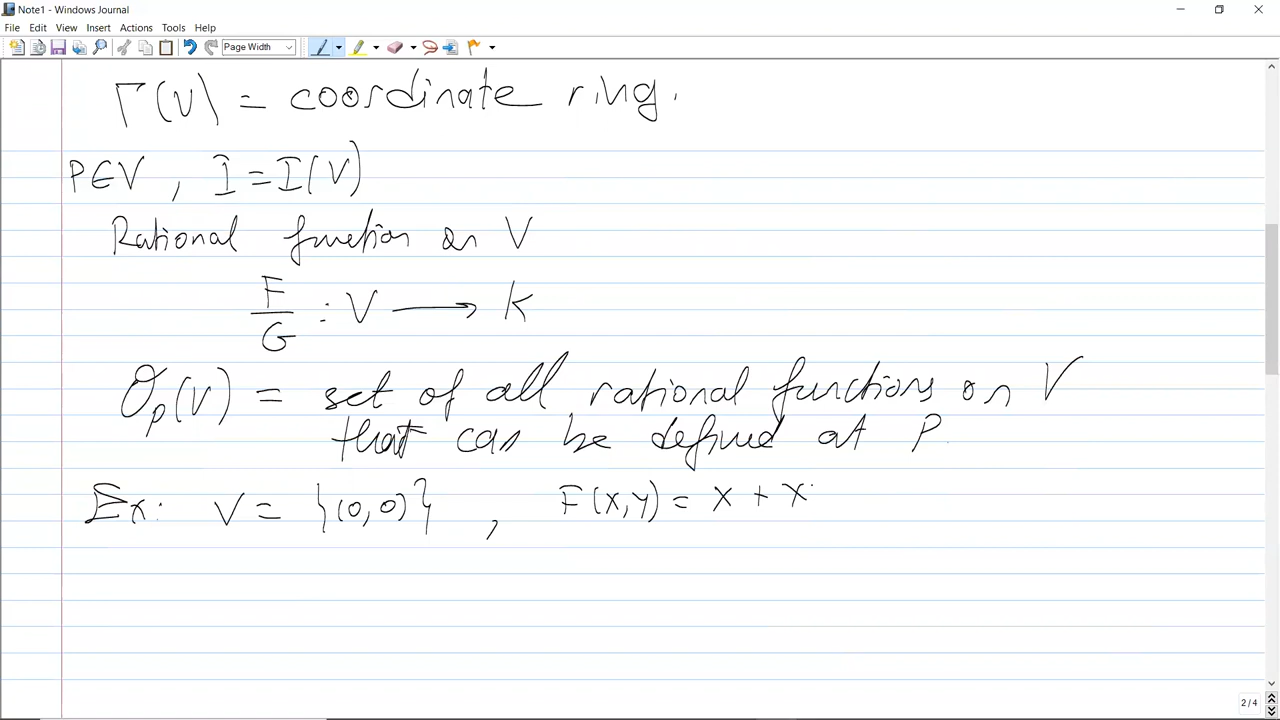 Note1 - Windows Journal
File Edit View Insert Actions Tools Help
Page Width
Γ(V) = coordinate ring.
P∈V , I = I(V)
Rational function on V
F/G : V ⟶ K
𝒪p(V) = set of all rational functions on V
that can be defined at P.
Ex: V = {(0,0)} , F(X,Y) = X + X
2/4